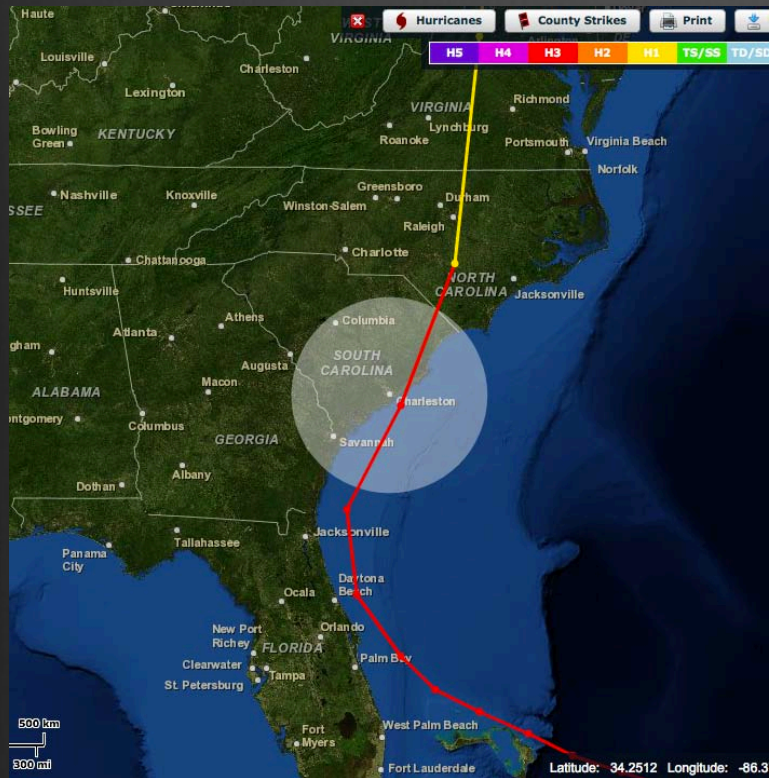 Haute
WEST
VIRGINIA
Hurricanes
County Strikes
Print
H5
H4
H3
H2
H1
TS/SS
Louisville
Charleston
Lexington
VIRGINIA
Richmond
Bowling
Green
KENTUCKY
Lynchburg
Roanoke
Portsmouth
Virginia Beach
Norfolk
Nashville
Knoxville
Greensboro
Durham
SSEE
Winston-Salem
Raleigh
Charlotte
Chattanooga
NORTH
CAROLINA
Huntsville
Jacksonville
Athens
Columbia
Atlanta
gham
SOUTH
CAROLINA
Augusta
Macon
ALABAMA
Charleston
ontgomery
Columbus
GEORGIA
Savannah
Albany
Dothan
Jacksonville
Tallahassee
Panama
City
Daytona
Beach
Ocala
New Port
Richey
Orlando
FLORIDA
Clearwater
Palm Bay
Tampa
St. Petersburg
500 km
300 mi
Fort
Myers
West Palm Beach
Fort Lauderdale
Latitude: 34.2512 Longitude: -86.3